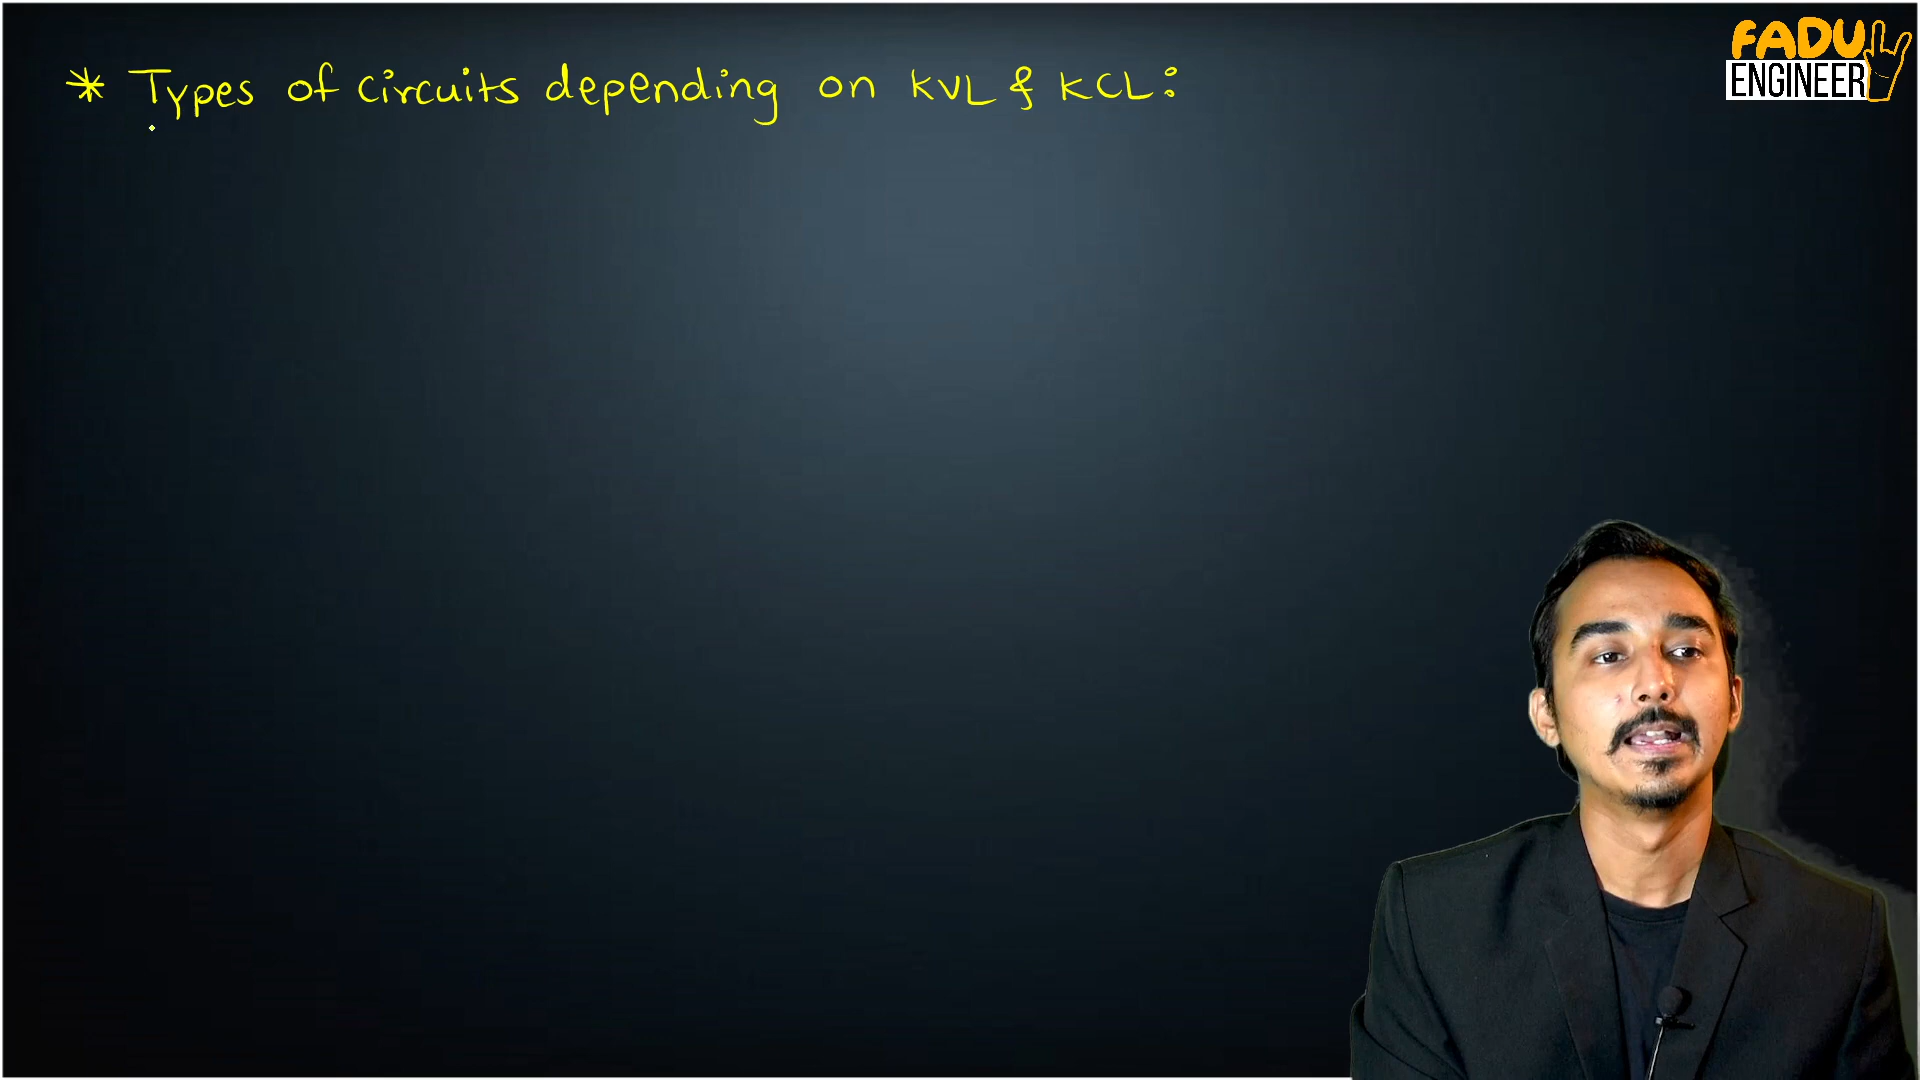 * Types of circuits depending on KVL & KCL:
FADU
ENGINEER